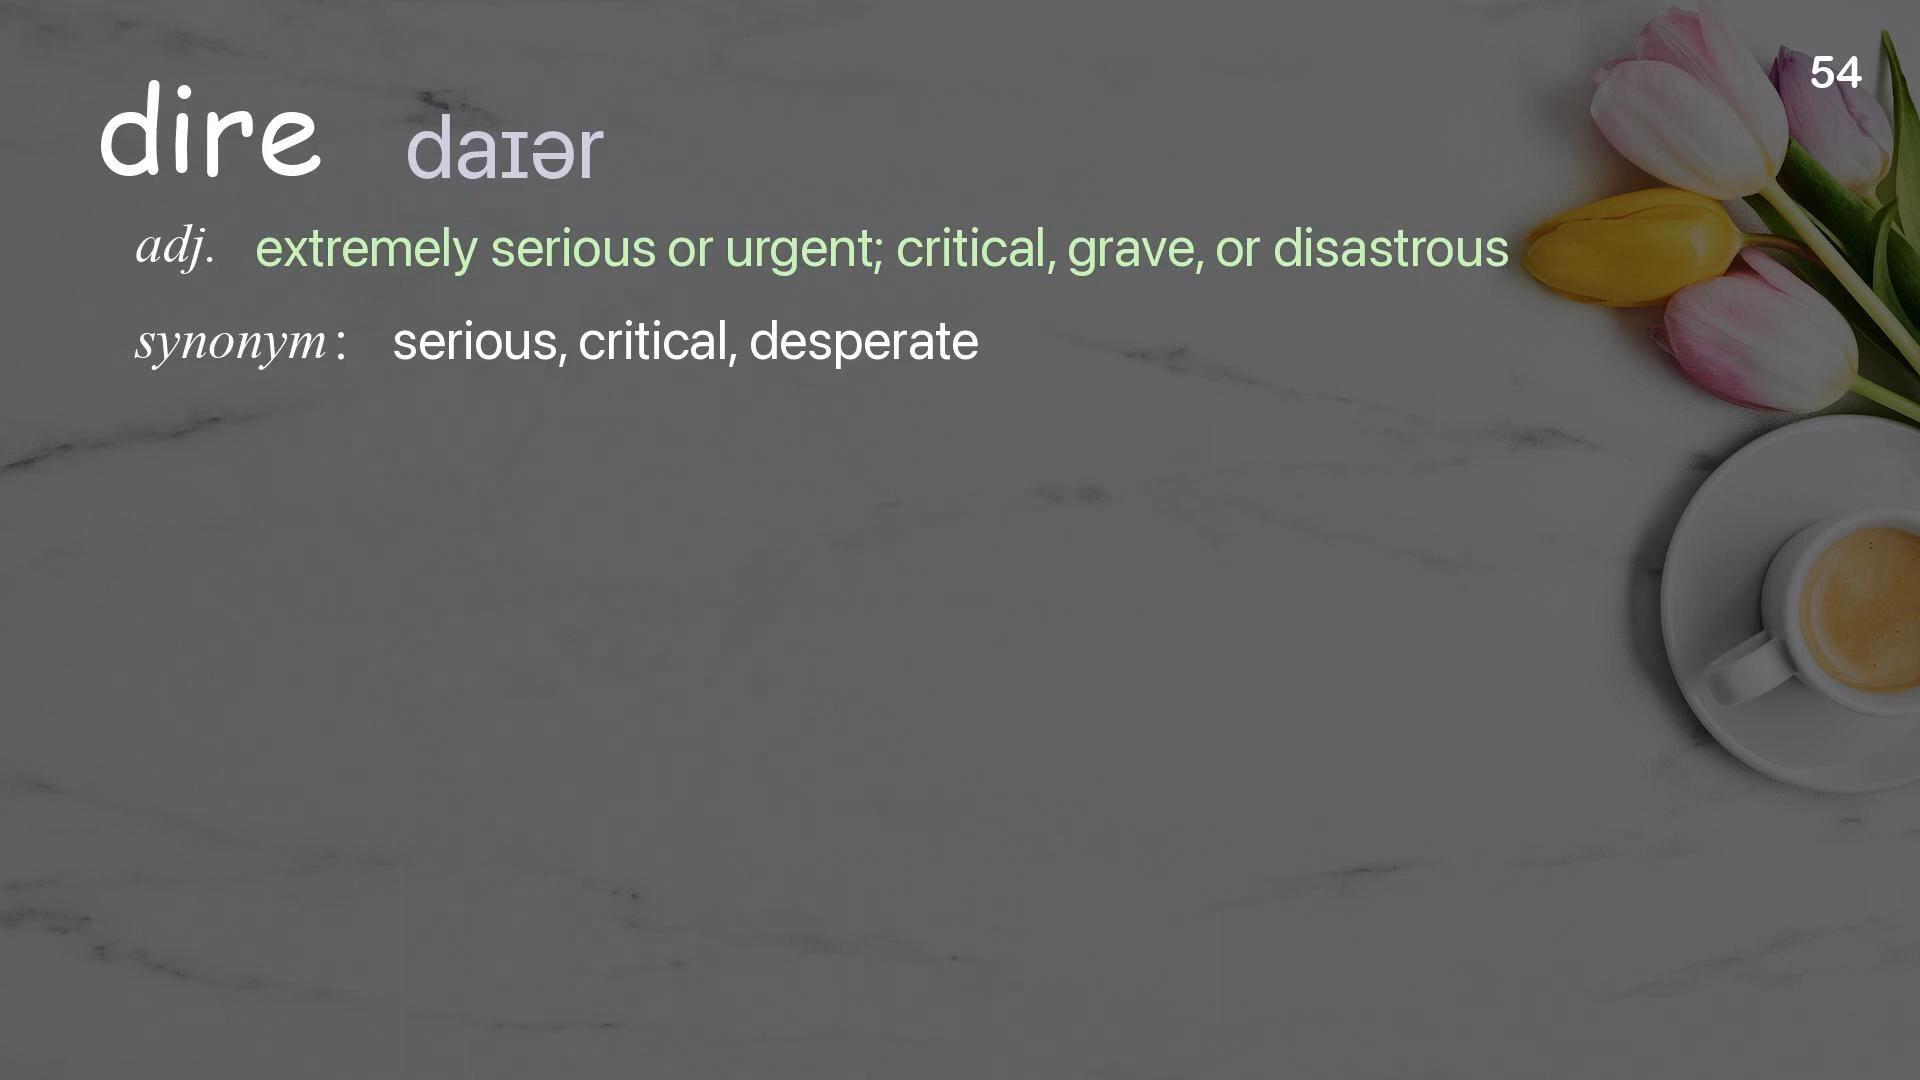 54
dire daɪər
adj. extremely serious or urgent; critical, grave, or disastrous
synonym: serious, critical, desperate